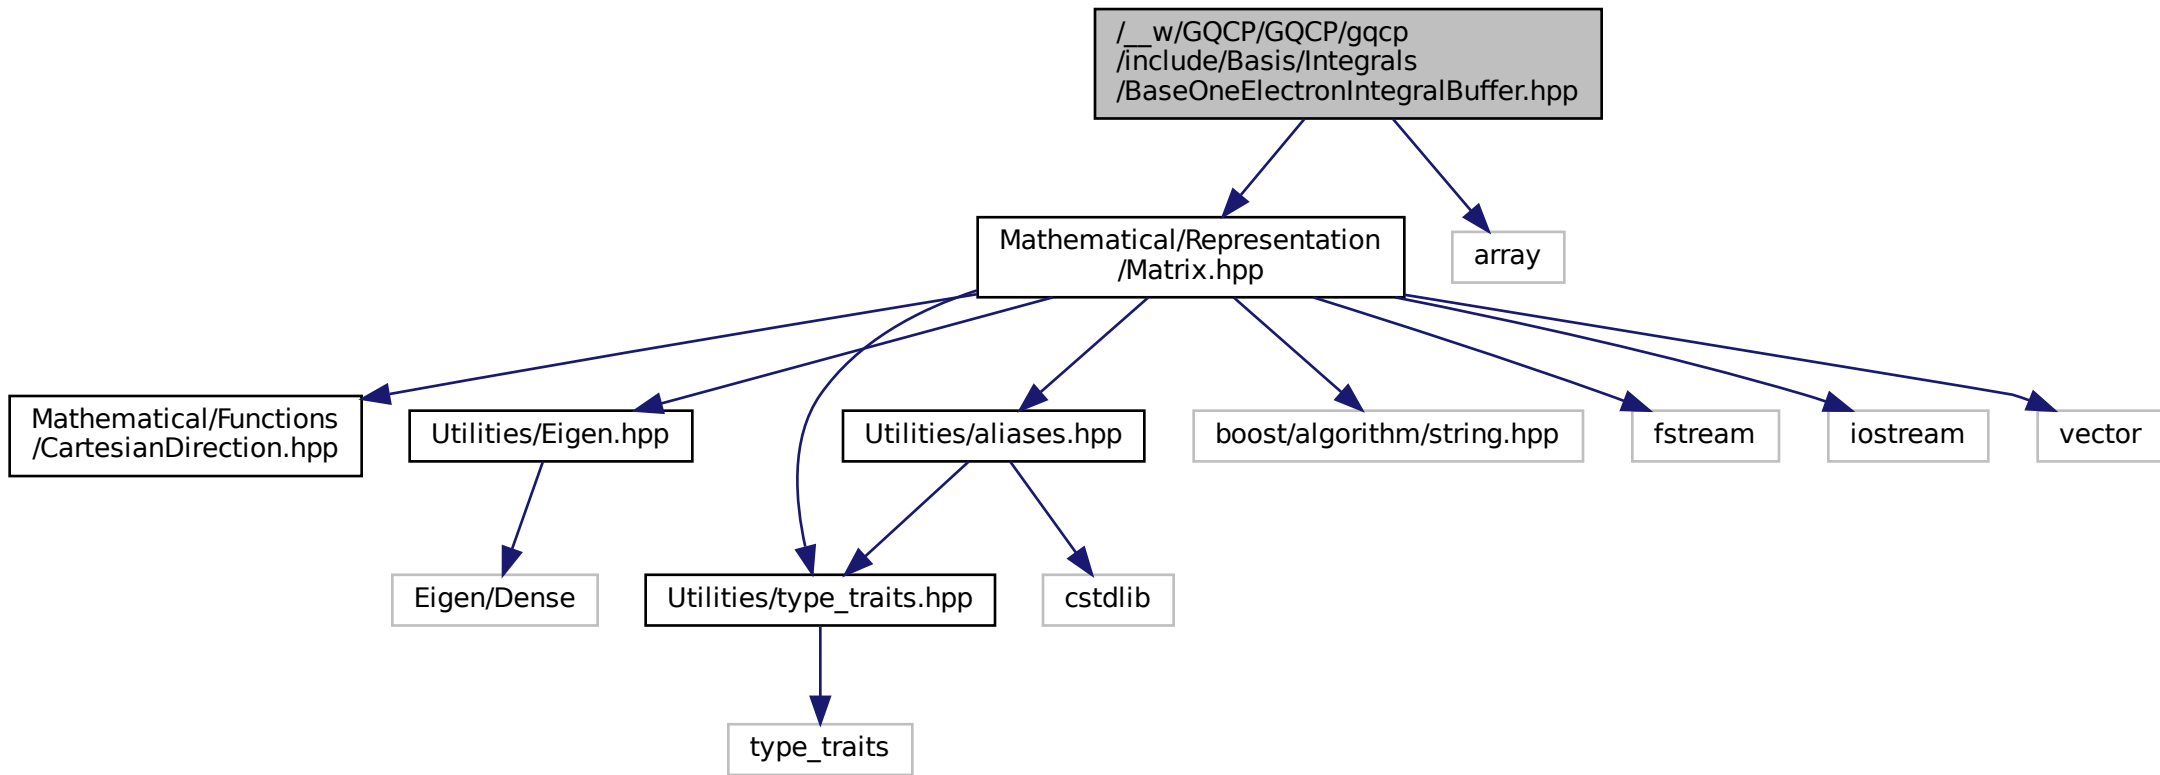 /__w/GQCP/GQCP/gqcp
/include/Basis/Integrals
/BaseOneElectronIntegralBuffer.hpp
Mathematical/Representation
/Matrix.hpp
array
Mathematical/Functions
/CartesianDirection.hpp
Utilities/Eigen.hpp
Utilities/aliases.hpp
boost/algorithm/string.hpp
fstream
iostream
vector
Eigen/Dense
Utilities/type_traits.hpp
cstdlib
type_traits